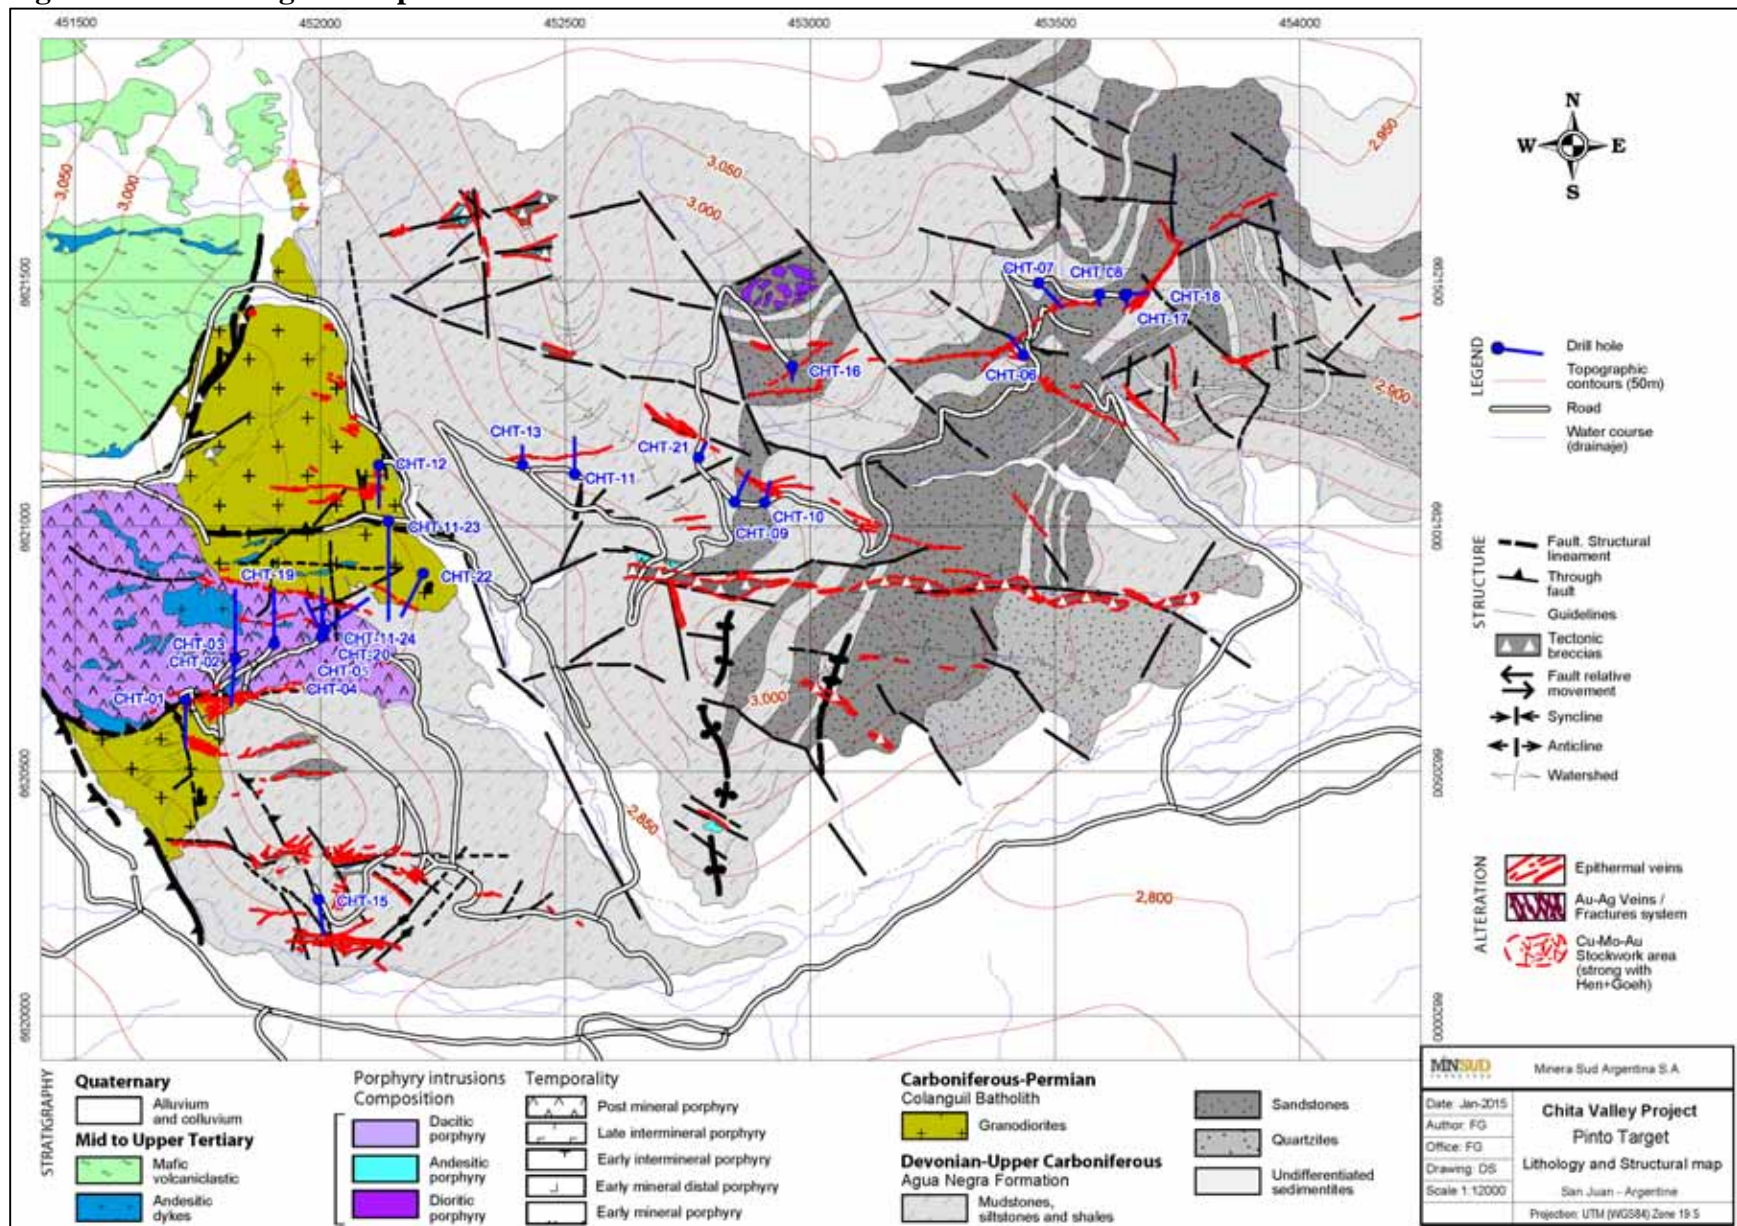 451500 452000 452500 453000 453500 454000
3,050
3,000
3,050
3,000
2,950
6621500
6621500
CHT-07
CHT-08
CHT-18
CHT-17
CHT-16
CHT-06
2,900
CHT-13
CHT-21
CHT-12
CHT-11
CHT-10
CHT-11-23
CHT-09
6621000
6621000
CHT-19
CHT-22
CHT-03
CHT-02
CHT-11-24
CHT-20
CHT-05
CHT-04
CHT-01
3,000
6620500
6620500
2,850
CHT-15
2,800
6620000
6620000
N
W E
S
LEGEND
Drill hole
Topographic
contours (50m)
Road
Water course
(drainaje)
STRUCTURE
Fault. Structural
lineament
Through
fault
Guidelines
Tectonic
breccias
Fault relative
movement
Syncline
Anticline
Watershed
ALTERATION
Epithermal veins
Au-Ag Veins /
Fractures system
Cu-Mo-Au
Stockwork area
(strong with
Hen+Goeh)
STRATIGRAPHY
Quaternary
Alluvium
and colluvium
Mid to Upper Tertiary
Mafic
volcaniclastic
Andesitic
dykes
Porphyry intrusions
Composition
Dacitic
porphyry
Andesitic
porphyry
Dioritic
porphyry
Temporality
Post mineral porphyry
Late intermineral porphyry
Early intermineral porphyry
Early mineral distal porphyry
Early mineral porphyry
Carboniferous-Permian
Colanguil Batholith
Granodiorites
Devonian-Upper Carboniferous
Agua Negra Formation
Mudstones,
siltstones and shales
Sandstones
Quartzites
Undifferentiated
sedimentites
MINSUD
Minera Sud Argentina S.A
Date: Jan-2015
Author: FG
Office: FG
Drawing: DS
Scale 1:12000
Chita Valley Project
Pinto Target
Lithology and Structural map
San Juan - Argentine
Projection: UTM (WGS84) Zone 19 S